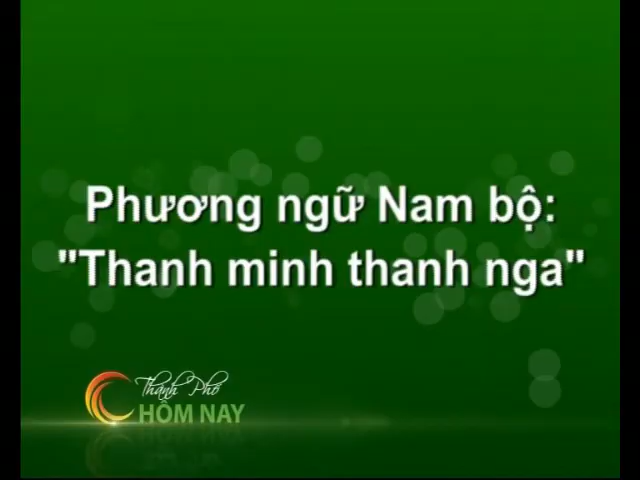 Phương ngữ Nam bộ:
"Thanh minh thanh nga"
Thành Phố
HÔM NAY